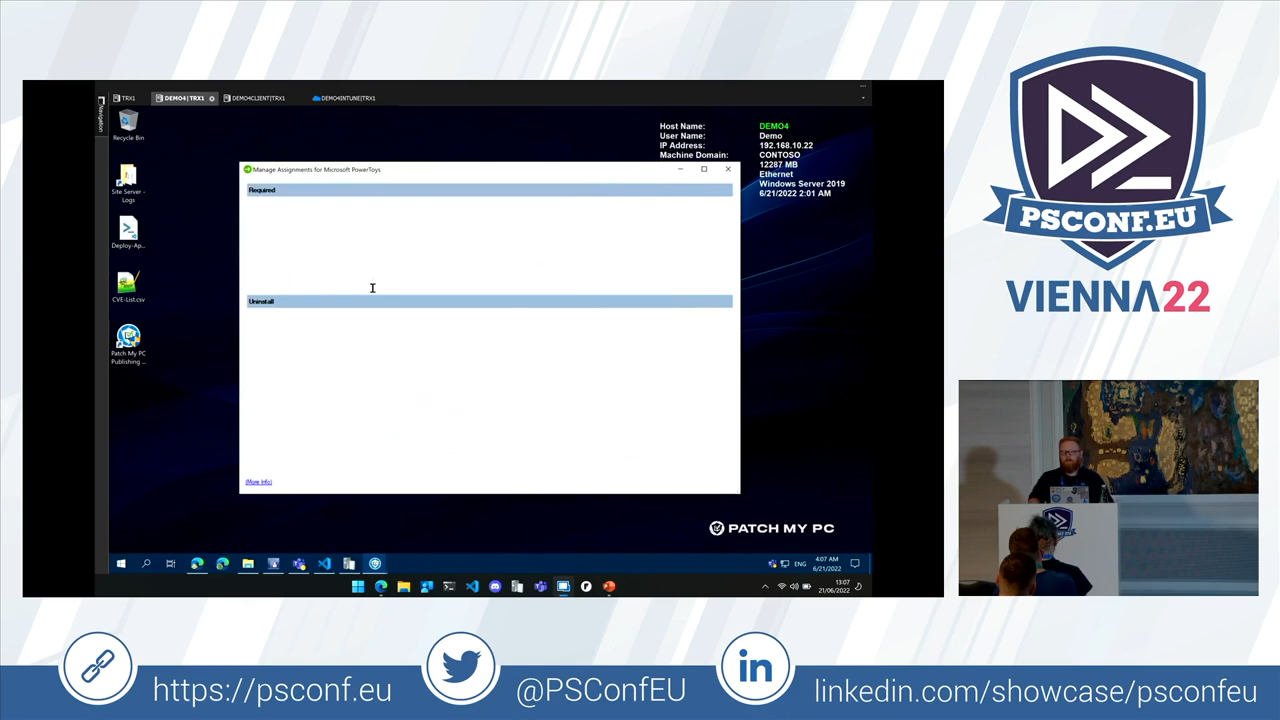 TRX1
DEMO4|TRX1
DEMO4CLIENT|TRX1
DEMO4INTUNE|TRX1
Navigation
Recycle Bin
Site Server -
Logs
Deploy-Ap...
CVE-List.csv
Patch My PC
Publishing ...
Host Name: DEMO4
User Name: Demo
IP Address: 192.168.10.22
Machine Domain: CONTOSO
12287 MB
Ethernet
Windows Server 2019
6/21/2022 2:01 AM
Manage Assignments for Microsoft PowerToys
Required
Uninstall
(More Info)
PATCH MY PC
ENG
4:07 AM
6/21/2022
13:07
21/06/2022
PSCONF.EU
VIENNA22
https://psconf.eu
@PSConfEU
linkedin.com/showcase/psconfeu